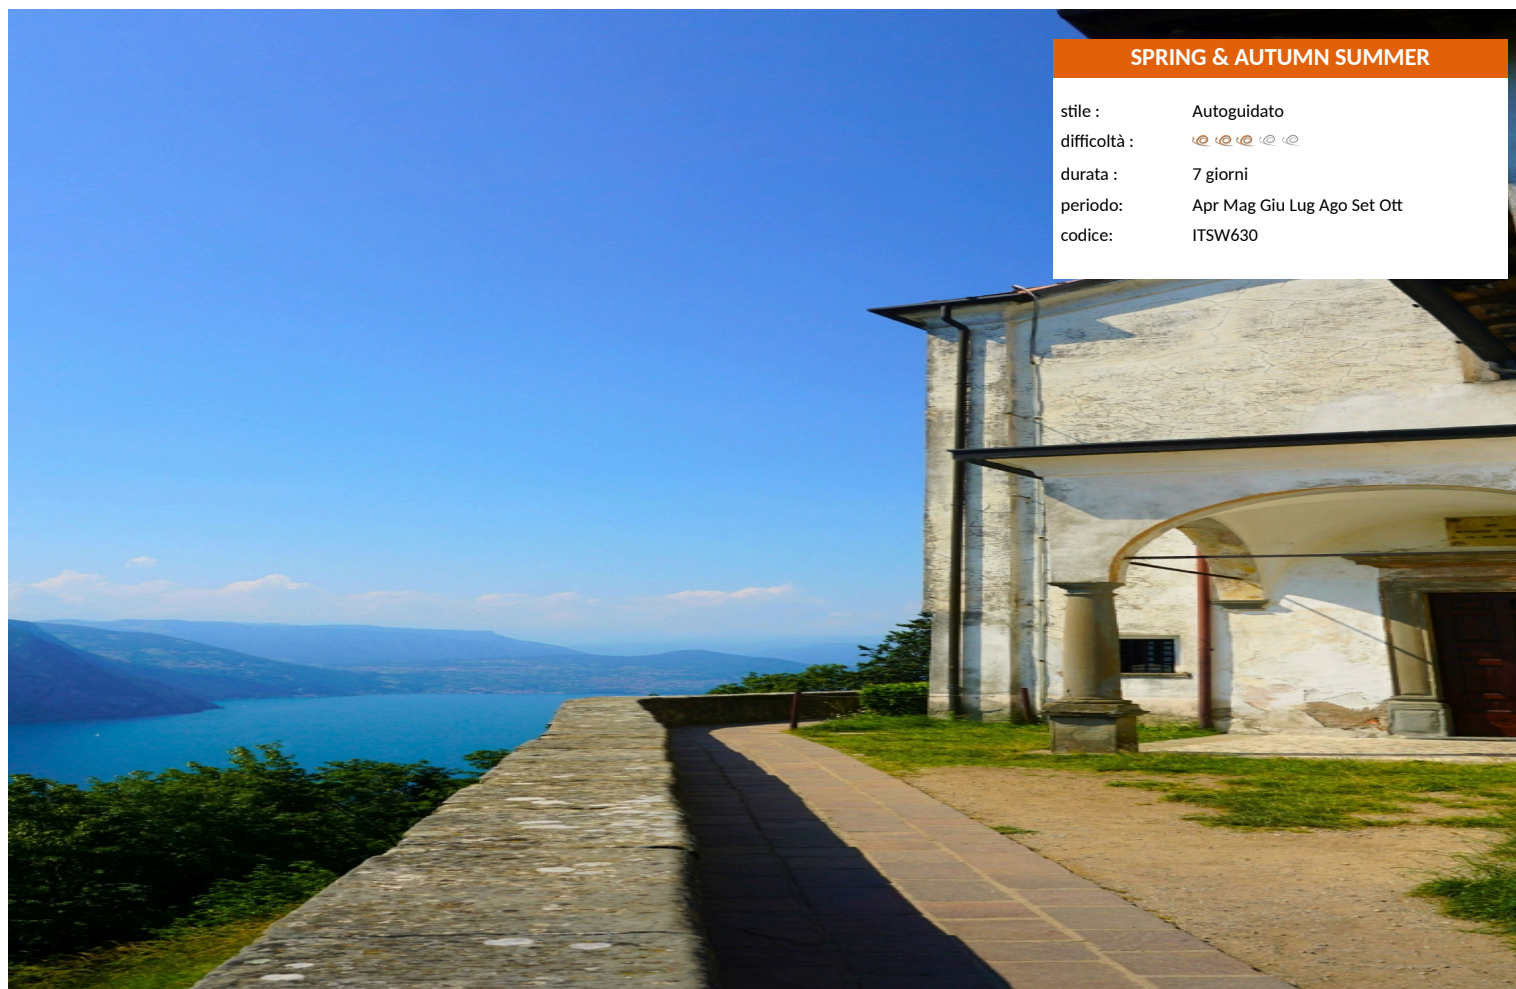 SPRING & AUTUMN SUMMER
stile : Autoguidato
difficoltà :
durata : 7 giorni
periodo: Apr Mag Giu Lug Ago Set Ott
codice: ITSW630